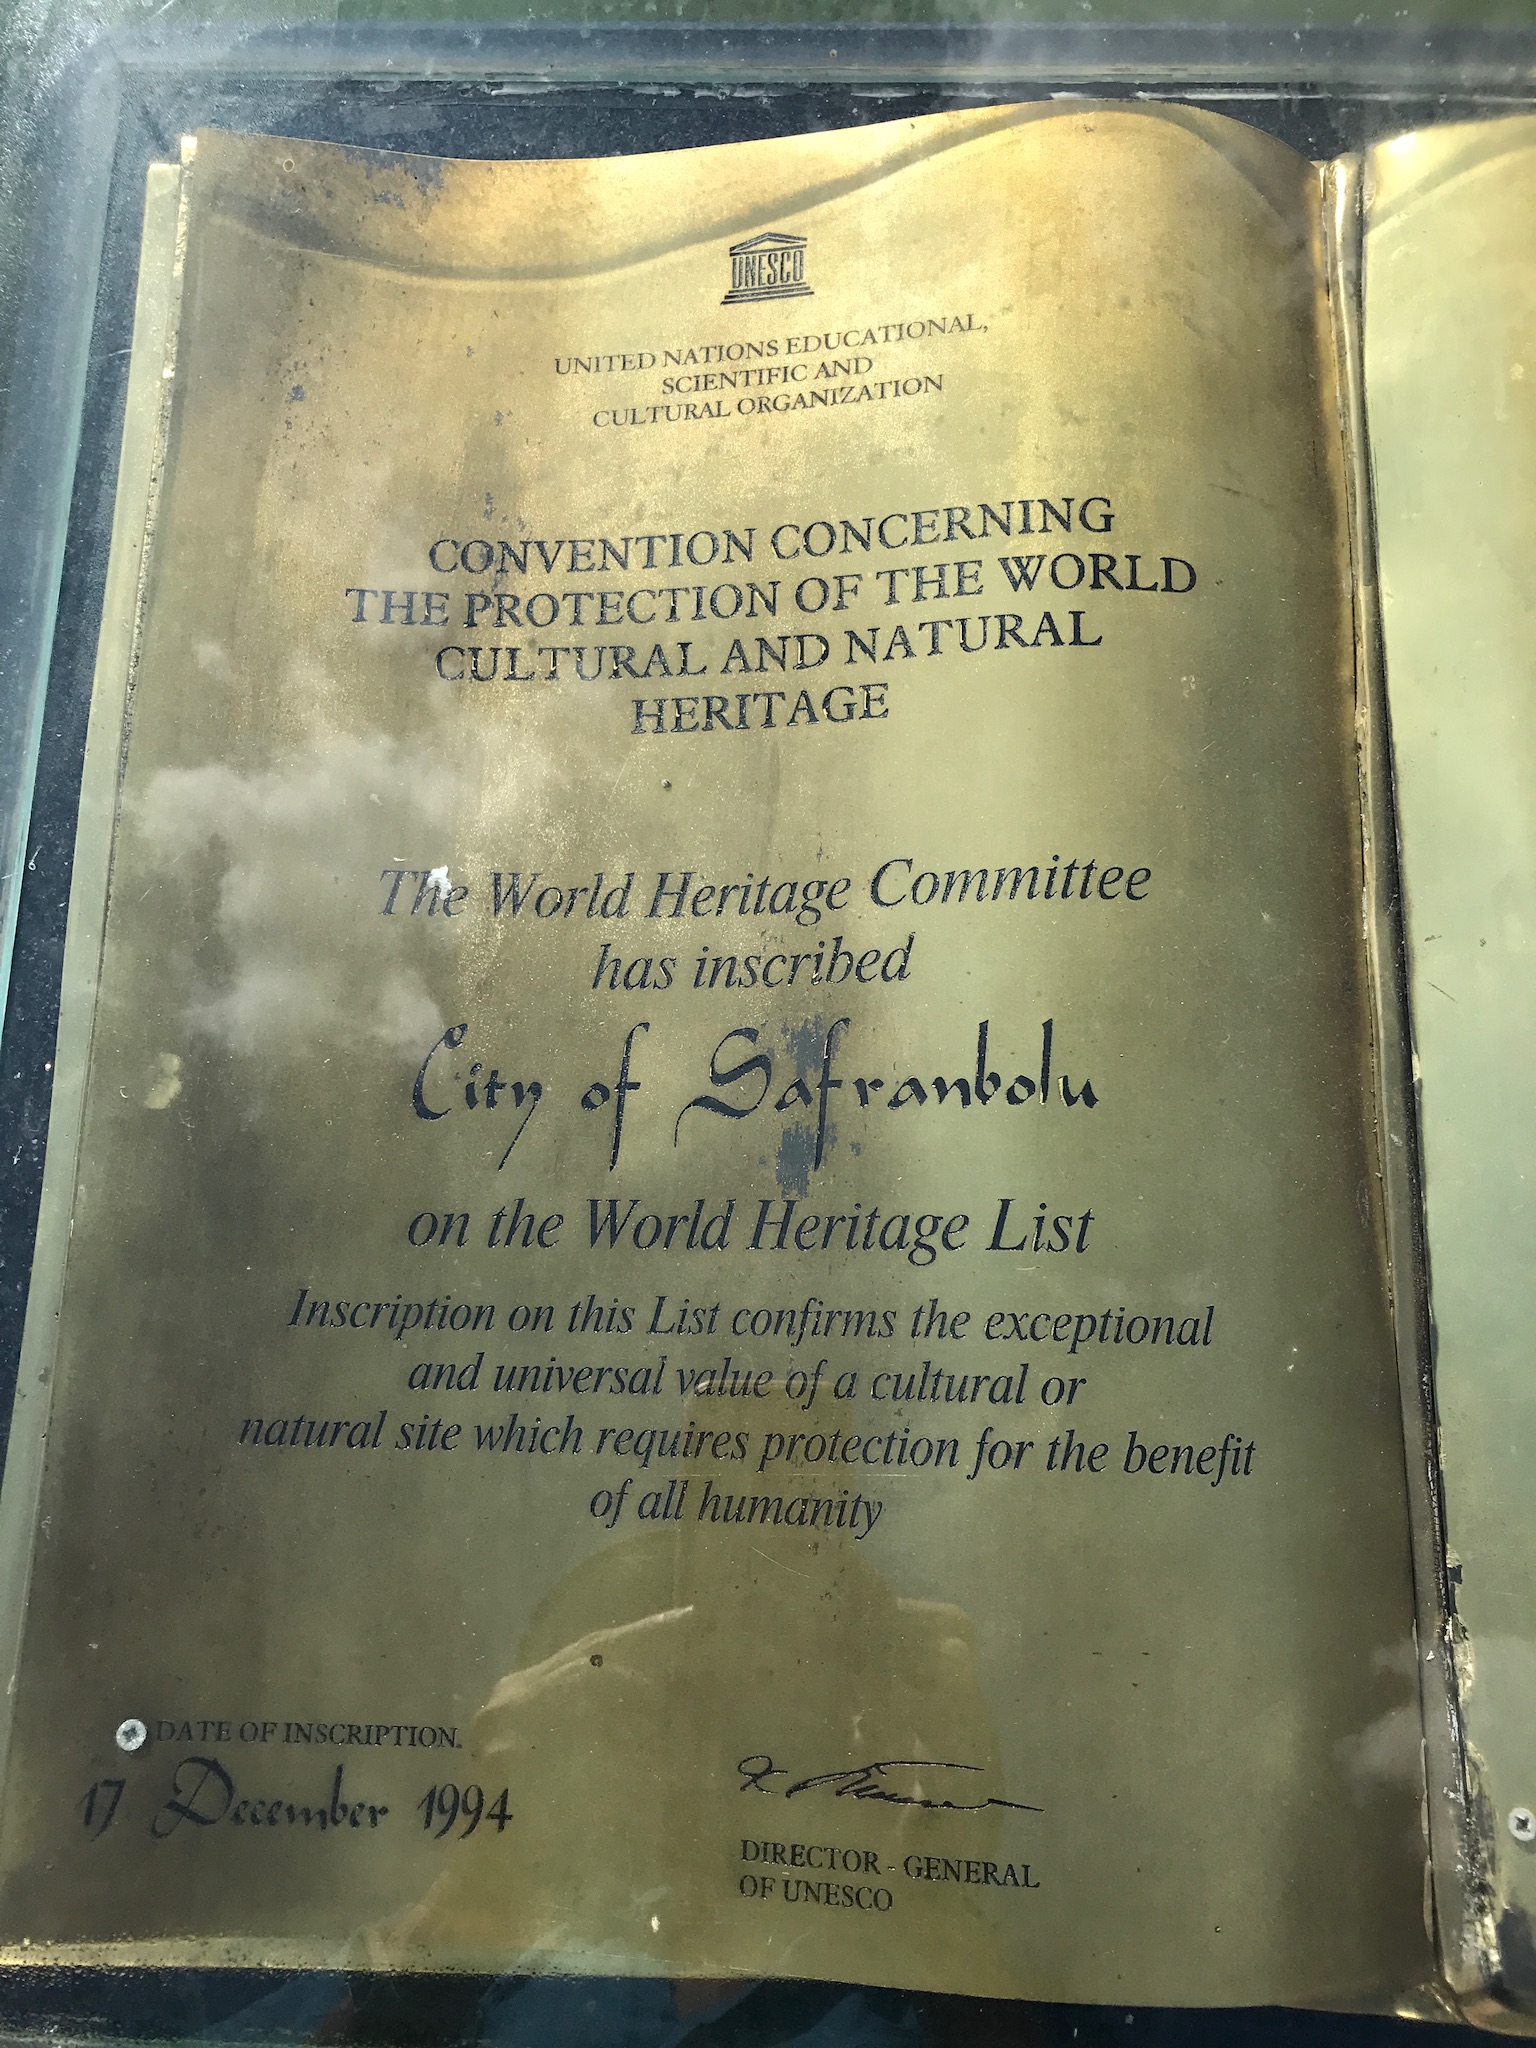 UNESCO
UNITED NATIONS EDUCATIONAL,
SCIENTIFIC AND
CULTURAL ORGANIZATION
CONVENTION CONCERNING
THE PROTECTION OF THE WORLD
CULTURAL AND NATURAL
HERITAGE
The World Heritage Committee
has inscribed
City of Safranbolu
on the World Heritage List
Inscription on this List confirms the exceptional
and universal value of a cultural or
natural site which requires protection for the benefit
of all humanity
DATE OF INSCRIPTION.
17 December 1994
DIRECTOR - GENERAL
OF UNESCO